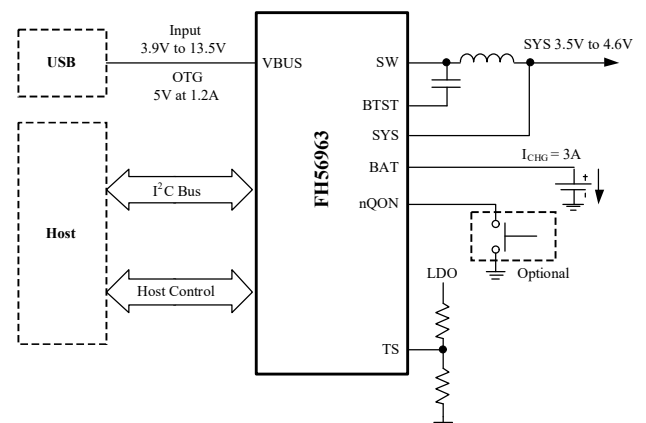 Input
3.9V to 13.5V
USB
OTG
5V at 1.2A
VBUS
FH56963
SW
BTST
SYS
BAT
nQON
TS
SYS 3.5V to 4.6V
I_CHG = 3A
+
Optional
LDO
Host
I²C Bus
Host Control